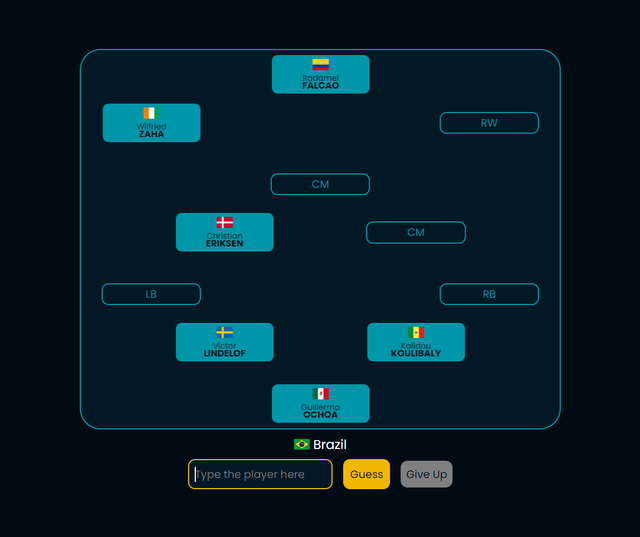 Radamel
FALCAO
Wilfried
ZAHA
RW
CM
Christian
ERIKSEN
CM
LB
RB
Victor
LINDELOF
Kalidou
KOULIBALY
Guillermo
OCHOA
Brazil
Type the player here
Guess
Give Up